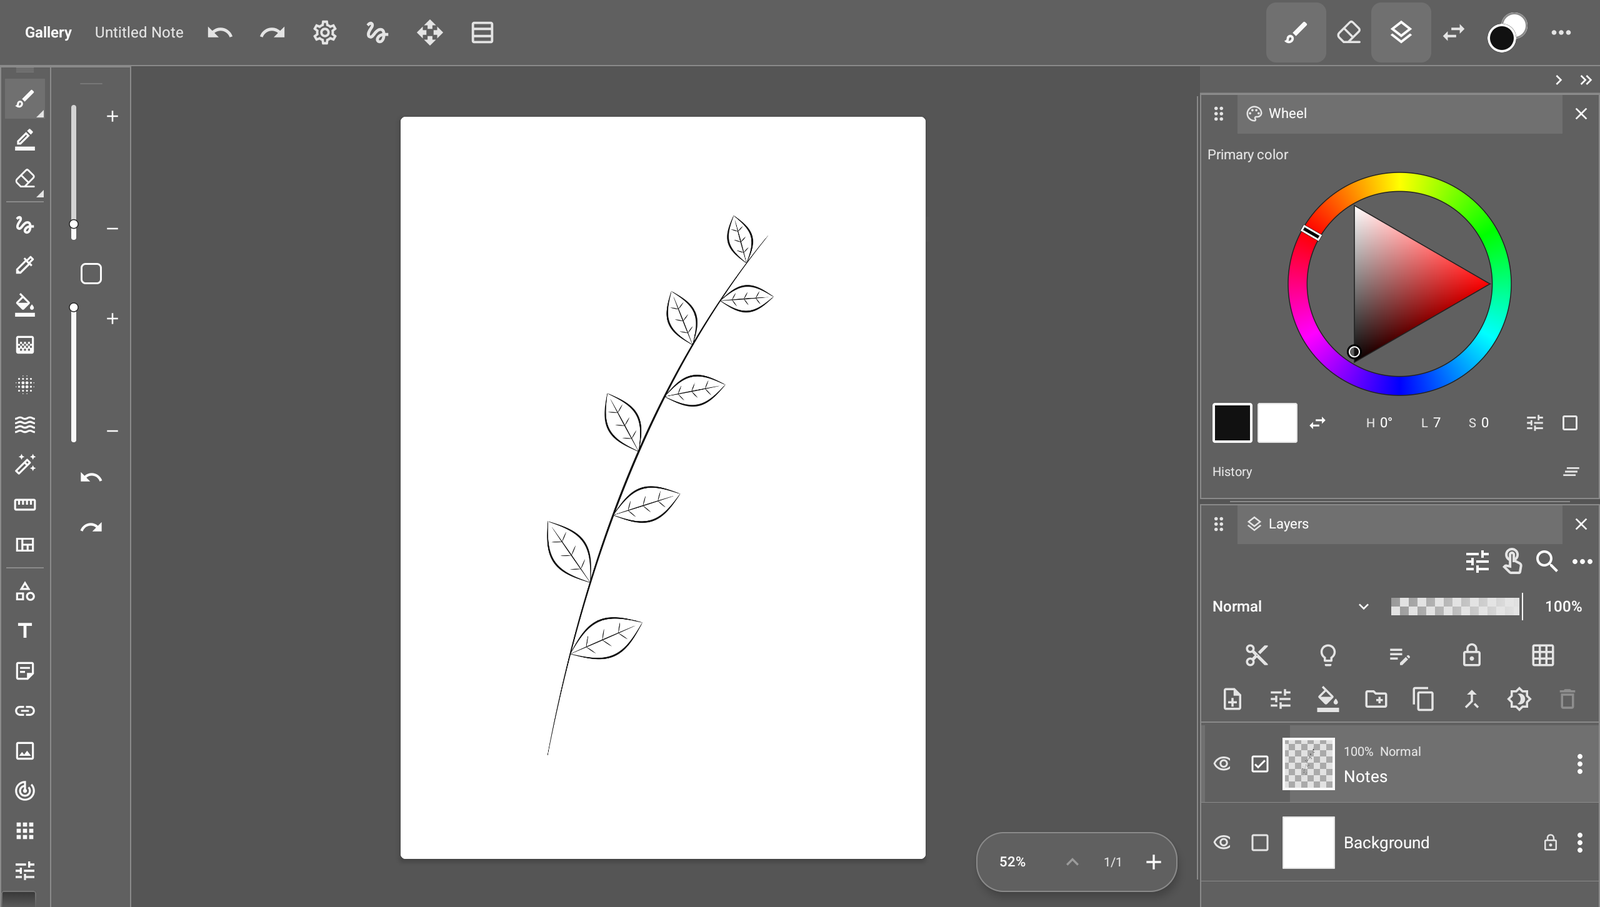 Gallery Untitled Note
Wheel
Primary color
H 0° L 7 S 0
History
Layers
Normal 100%
100% Normal
Notes
Background
52% 1/1
T